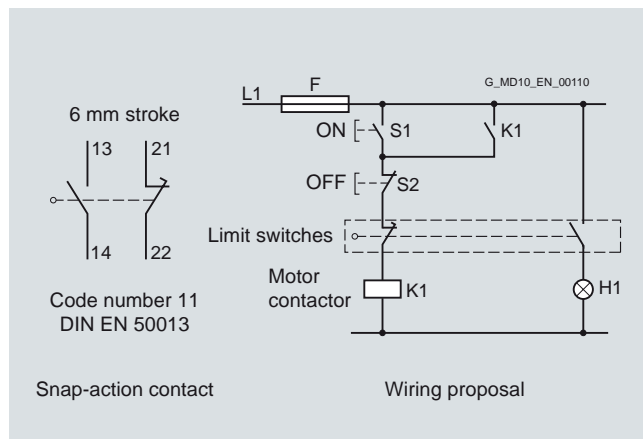 G_MD10_EN_00110
L1
F
6 mm stroke
ON
S1
K1
13
21
OFF
S2
Limit switches
14
22
Motor
contactor
K1
H1
Code number 11
DIN EN 50013
Snap-action contact
Wiring proposal